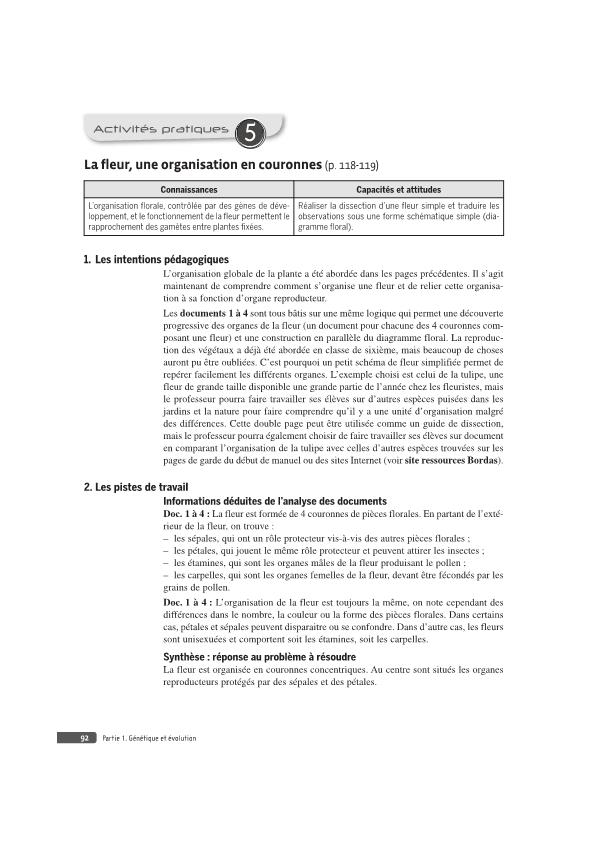 Activités pratiques 5
La fleur, une organisation en couronnes (p. 118-119)
Connaissances
Capacités et attitudes
L'organisation florale, contrôlée par des gènes de déve-
loppement, et le fonctionnement de la fleur permettent le
rapprochement des gamètes entre plantes fixées.
Réaliser la dissection d'une fleur simple et traduire les
observations sous une forme schématique simple (dia-
gramme floral).
1. Les intentions pédagogiques
L'organisation globale de la plante a été abordée dans les pages précédentes. Il s'agit
maintenant de comprendre comment s'organise une fleur et de relier cette organisa-
tion à sa fonction d'organe reproducteur.
Les documents 1 à 4 sont tous bâtis sur une même logique qui permet une découverte
progressive des organes de la fleur (un document pour chacune des 4 couronnes com-
posant une fleur) et une construction en parallèle du diagramme floral. La reproduc-
tion des végétaux a déjà été abordée en classe de sixième, mais beaucoup de choses
auront pu être oubliées. C'est pourquoi un petit schéma de fleur simplifiée permet de
repérer facilement les différents organes. L'exemple choisi est celui de la tulipe, une
fleur de grande taille disponible une grande partie de l'année chez les fleuristes, mais
le professeur pourra faire travailler ses élèves sur d'autres espèces puisées dans les
jardins et la nature pour faire comprendre qu'il y a une unité d'organisation malgré
des différences. Cette double page peut être utilisée comme un guide de dissection,
mais le professeur pourra également choisir de faire travailler ses élèves sur document
en comparant l'organisation de la tulipe avec celles d'autres espèces trouvées sur les
pages de garde du début de manuel ou des sites Internet (voir site ressources Bordas).
2. Les pistes de travail
Informations déduites de l'analyse des documents
Doc. 1 à 4 : La fleur est formée de 4 couronnes de pièces florales. En partant de l'exté-
rieur de la fleur, on trouve :
– les sépales, qui ont un rôle protecteur vis-à-vis des autres pièces florales ;
– les pétales, qui jouent le même rôle protecteur et peuvent attirer les insectes ;
– les étamines, qui sont les organes mâles de la fleur produisant le pollen ;
– les carpelles, qui sont les organes femelles de la fleur, devant être fécondés par les
grains de pollen.
Doc. 1 à 4 : L'organisation de la fleur est toujours la même, on note cependant des
différences dans le nombre, la couleur ou la forme des pièces florales. Dans certains
cas, pétales et sépales peuvent disparaitre ou se confondre. Dans d'autre cas, les fleurs
sont unisexuées et comportent soit les étamines, soit les carpelles.
Synthèse : réponse au problème à résoudre
La fleur est organisée en couronnes concentriques. Au centre sont situés les organes
reproducteurs protégés par des sépales et des pétales.
92 Partie 1. Génétique et évolution